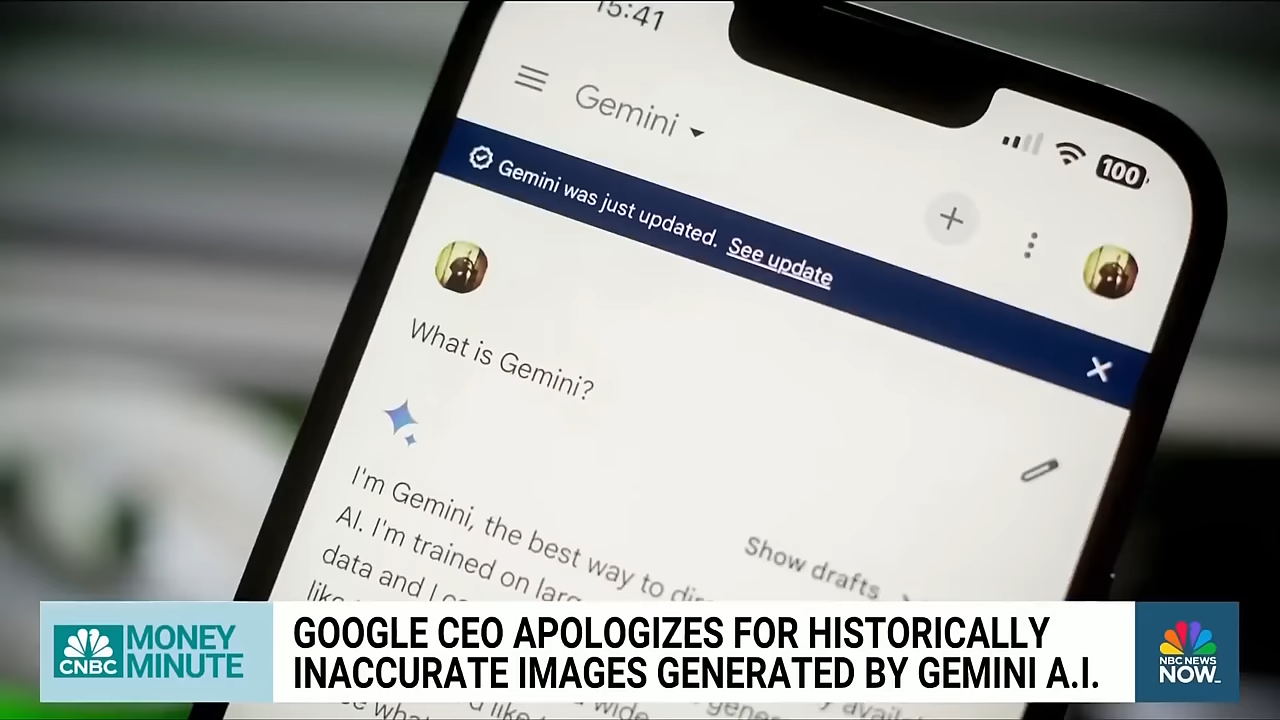 15:41
Gemini
100
Gemini was just updated. See update
What is Gemini?
Show drafts
I'm Gemini, the best way to
AI. I'm trained on
data and I
CNBC MONEY MINUTE
GOOGLE CEO APOLOGIZES FOR HISTORICALLY
INACCURATE IMAGES GENERATED BY GEMINI A.I.
NBC NEWS
NOW